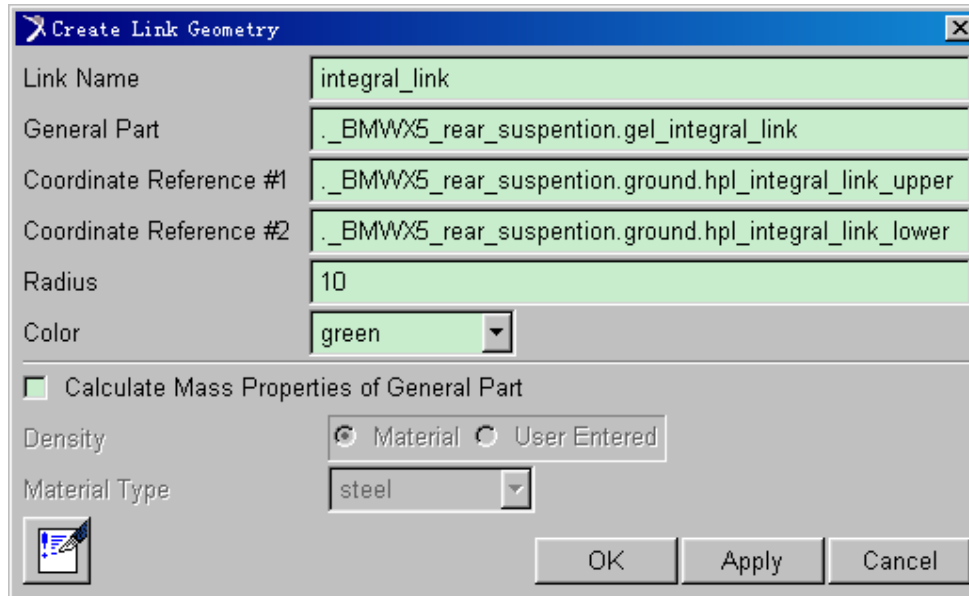 Create Link Geometry
Link Name integral_link
General Part ._BMWX5_rear_suspention.gel_integral_link
Coordinate Reference #1 ._BMWX5_rear_suspention.ground.hpl_integral_link_upper
Coordinate Reference #2 ._BMWX5_rear_suspention.ground.hpl_integral_link_lower
Radius 10
Color green
Calculate Mass Properties of General Part
Density Material User Entered
Material Type steel
OK Apply Cancel